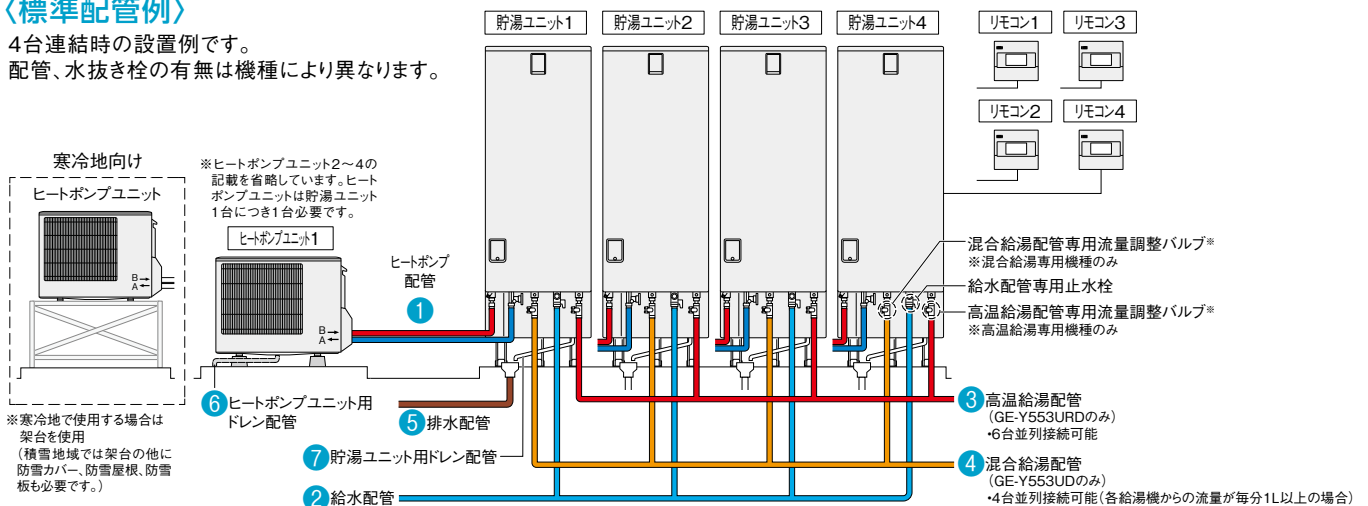 〈標準配管例〉
4台連結時の設置例です。
配管、水抜き栓の有無は機種により異なります。
貯湯ユニット1
貯湯ユニット2
貯湯ユニット3
貯湯ユニット4
リモコン1
リモコン3
リモコン2
リモコン4
寒冷地向け
ヒートポンプユニット
B
A
※寒冷地で使用する場合は
架台を使用
(積雪地域では架台の他に
防雪カバー、防雪屋根、防雪
板も必要です。)
※ヒートポンプユニット2〜4の
記載を省略しています。ヒート
ポンプユニットは貯湯ユニット
1台につき1台必要です。
ヒートポンプユニット1
B
A
ヒートポンプ
配管
1
混合給湯配管専用流量調整バルブ※
※混合給湯専用機種のみ
給水配管専用止水栓
高温給湯配管専用流量調整バルブ※
※高温給湯専用機種のみ
6 ヒートポンプユニット用
ドレン配管
5 排水配管
7 貯湯ユニット用ドレン配管
2 給水配管
3 高温給湯配管
(GE-Y553URDのみ)
・6台並列接続可能
4 混合給湯配管
(GE-Y553UDのみ)
・4台並列接続可能(各給湯機からの流量が毎分1L以上の場合)